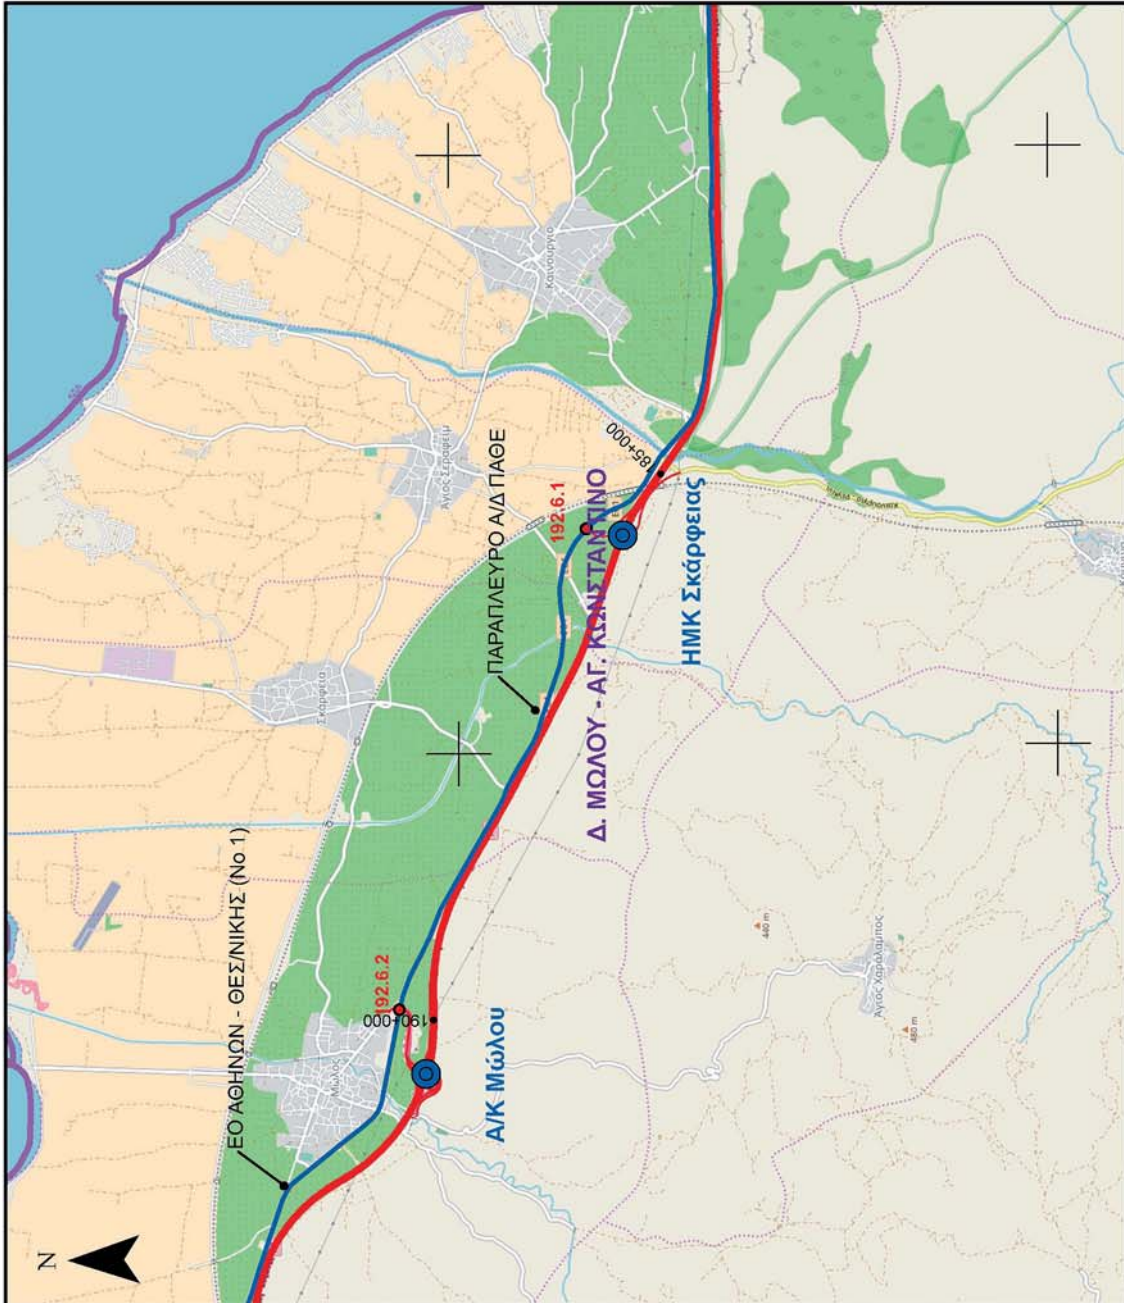 N
ΕΟ ΑΘΗΝΩΝ - ΘΕΣ/ΝΙΚΗΣ (Νο 1)
Μώλος
192.6.2
190+000
Α/Κ Μώλου
Σκάρφεια
Άγιος Σεραφείμ
Καινούργιο
ΠΑΡΑΠΛΕΥΡΟ Α/Δ ΠΑΘΕ
192.6.1
85+000
Δ. ΜΩΛΟΥ - ΑΓ. ΚΩΝΣΤΑΝΤΙΝΟ
ΗΜΚ Σκάρφειας
440 m
Άγιος Χαράλαμπος
480 m